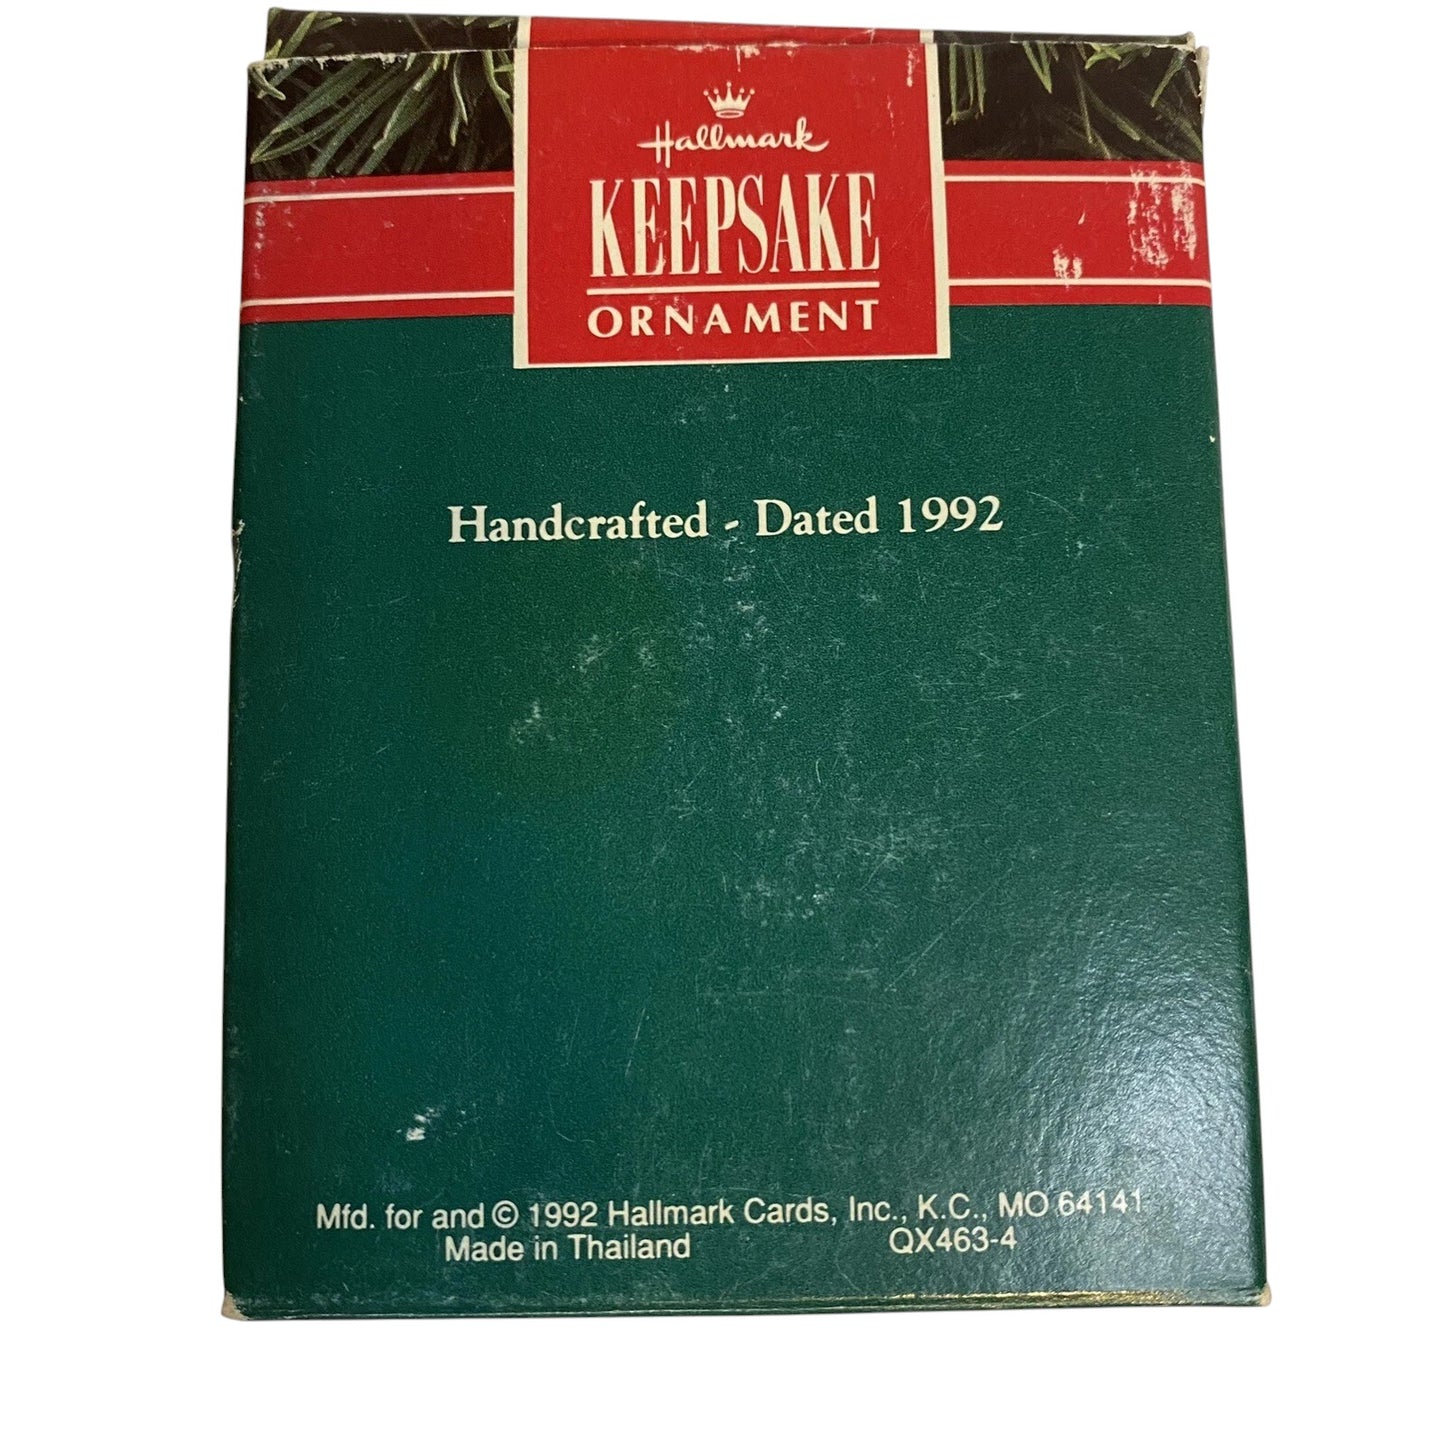 Hallmark
KEEPSAKE
ORNAMENT
Handcrafted - Dated 1992
Mfd. for and © 1992 Hallmark Cards, Inc., K.C., MO 64141
Made in Thailand QX463-4